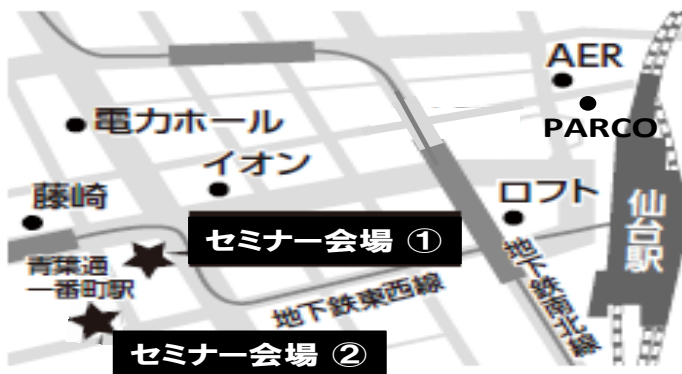 AER
PARCO
電力ホール
イオン
藤崎
ロフト
仙台駅
セミナー会場 ①
青葉通
一番町駅
地下鉄東西線
地下鉄南北線
セミナー会場 ②